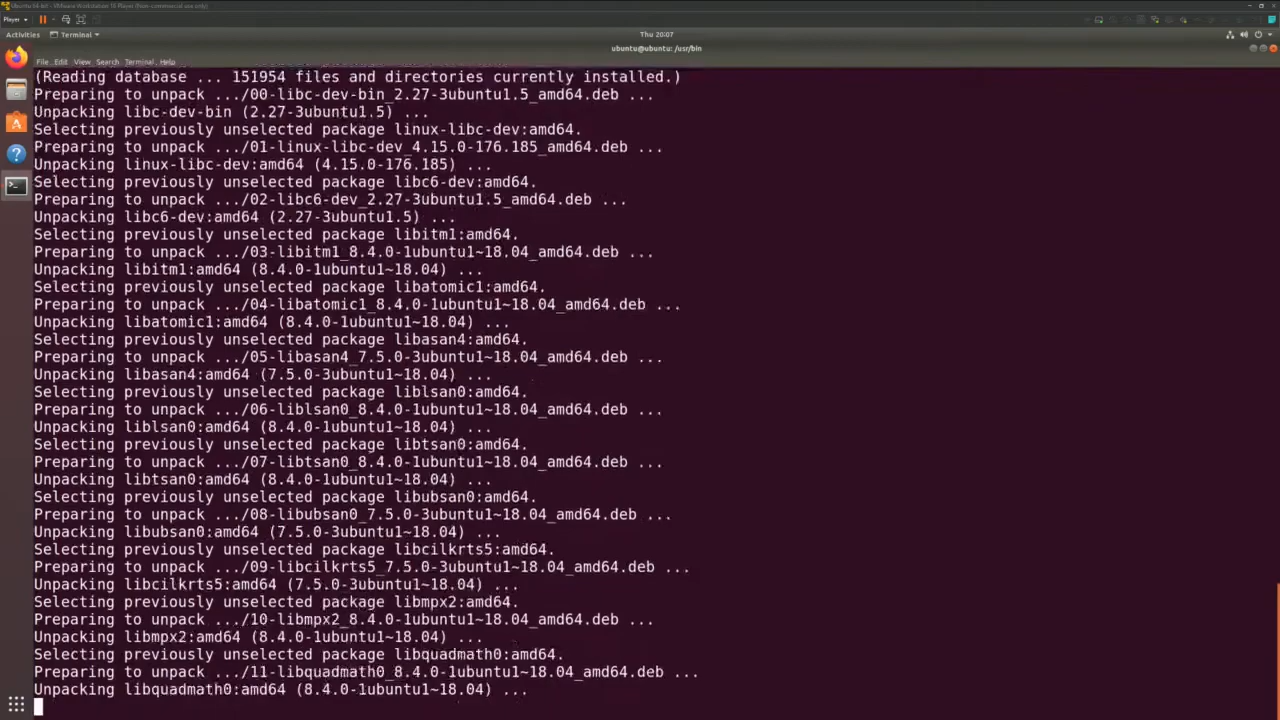 Ubuntu 64-bit - VMware Workstation 16 Player (Non-commercial use only)
Player
Activities Terminal Thu 20:07
ubuntu@ubuntu: /usr/bin
File Edit View Search Terminal Help
(Reading database ... 151954 files and directories currently installed.)
Preparing to unpack .../00-libc-dev-bin_2.27-3ubuntu1.5_amd64.deb ...
Unpacking libc-dev-bin (2.27-3ubuntu1.5) ...
Selecting previously unselected package linux-libc-dev:amd64.
Preparing to unpack .../01-linux-libc-dev_4.15.0-176.185_amd64.deb ...
Unpacking linux-libc-dev:amd64 (4.15.0-176.185) ...
Selecting previously unselected package libc6-dev:amd64.
Preparing to unpack .../02-libc6-dev_2.27-3ubuntu1.5_amd64.deb ...
Unpacking libc6-dev:amd64 (2.27-3ubuntu1.5) ...
Selecting previously unselected package libitm1:amd64.
Preparing to unpack .../03-libitm1_8.4.0-1ubuntu1~18.04_amd64.deb ...
Unpacking libitm1:amd64 (8.4.0-1ubuntu1~18.04) ...
Selecting previously unselected package libatomic1:amd64.
Preparing to unpack .../04-libatomic1_8.4.0-1ubuntu1~18.04_amd64.deb ...
Unpacking libatomic1:amd64 (8.4.0-1ubuntu1~18.04) ...
Selecting previously unselected package libasan4:amd64.
Preparing to unpack .../05-libasan4_7.5.0-3ubuntu1~18.04_amd64.deb ...
Unpacking libasan4:amd64 (7.5.0-3ubuntu1~18.04) ...
Selecting previously unselected package liblsan0:amd64.
Preparing to unpack .../06-liblsan0_8.4.0-1ubuntu1~18.04_amd64.deb ...
Unpacking liblsan0:amd64 (8.4.0-1ubuntu1~18.04) ...
Selecting previously unselected package libtsan0:amd64.
Preparing to unpack .../07-libtsan0_8.4.0-1ubuntu1~18.04_amd64.deb ...
Unpacking libtsan0:amd64 (8.4.0-1ubuntu1~18.04) ...
Selecting previously unselected package libubsan0:amd64.
Preparing to unpack .../08-libubsan0_7.5.0-3ubuntu1~18.04_amd64.deb ...
Unpacking libubsan0:amd64 (7.5.0-3ubuntu1~18.04) ...
Selecting previously unselected package libcilkrts5:amd64.
Preparing to unpack .../09-libcilkrts5_7.5.0-3ubuntu1~18.04_amd64.deb ...
Unpacking libcilkrts5:amd64 (7.5.0-3ubuntu1~18.04) ...
Selecting previously unselected package libmpx2:amd64.
Preparing to unpack .../10-libmpx2_8.4.0-1ubuntu1~18.04_amd64.deb ...
Unpacking libmpx2:amd64 (8.4.0-1ubuntu1~18.04) ...
Selecting previously unselected package libquadmath0:amd64.
Preparing to unpack .../11-libquadmath0_8.4.0-1ubuntu1~18.04_amd64.deb ...
Unpacking libquadmath0:amd64 (8.4.0-1ubuntu1~18.04) ...